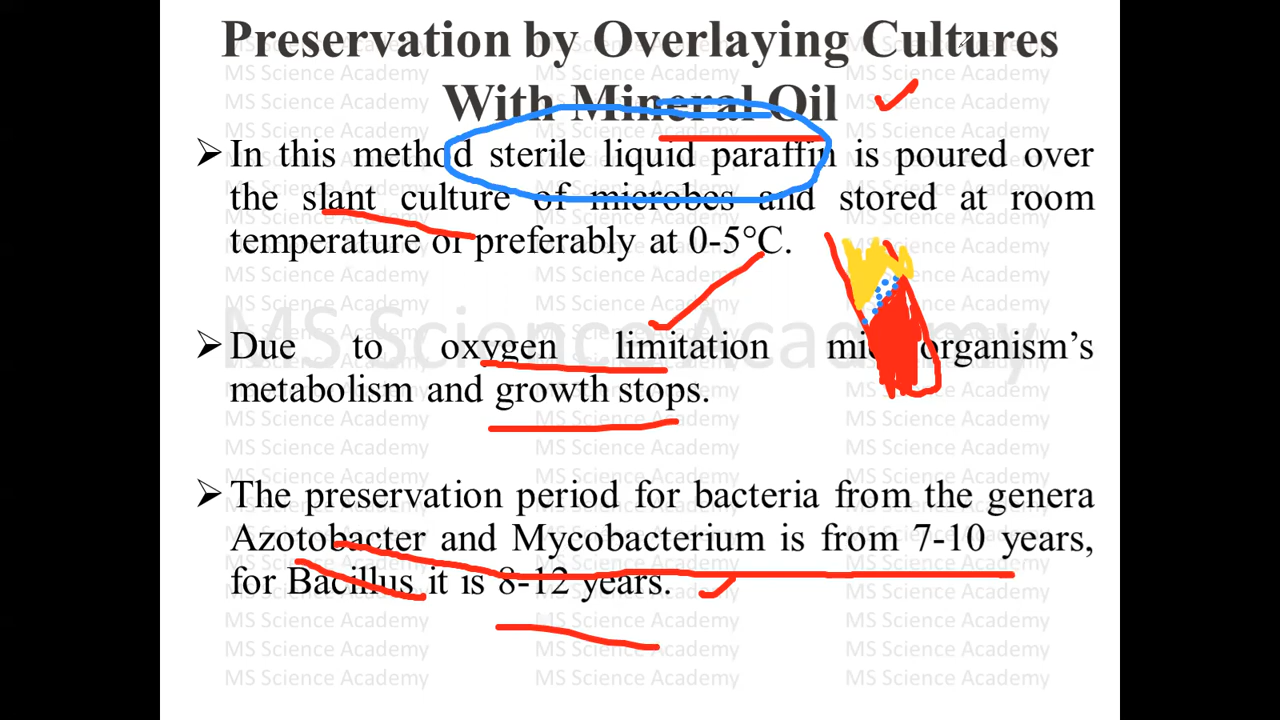 Preservation by Overlaying Cultures
With Mineral Oil
➢ In this method sterile liquid paraffin is poured over
the slant culture of microbes and stored at room
temperature or preferably at 0-5°C.
➢ Due to oxygen limitation microorganism's
metabolism and growth stops.
➢ The preservation period for bacteria from the genera
Azotobacter and Mycobacterium is from 7-10 years,
for Bacillus it is 8-12 years.
MS Science Academy